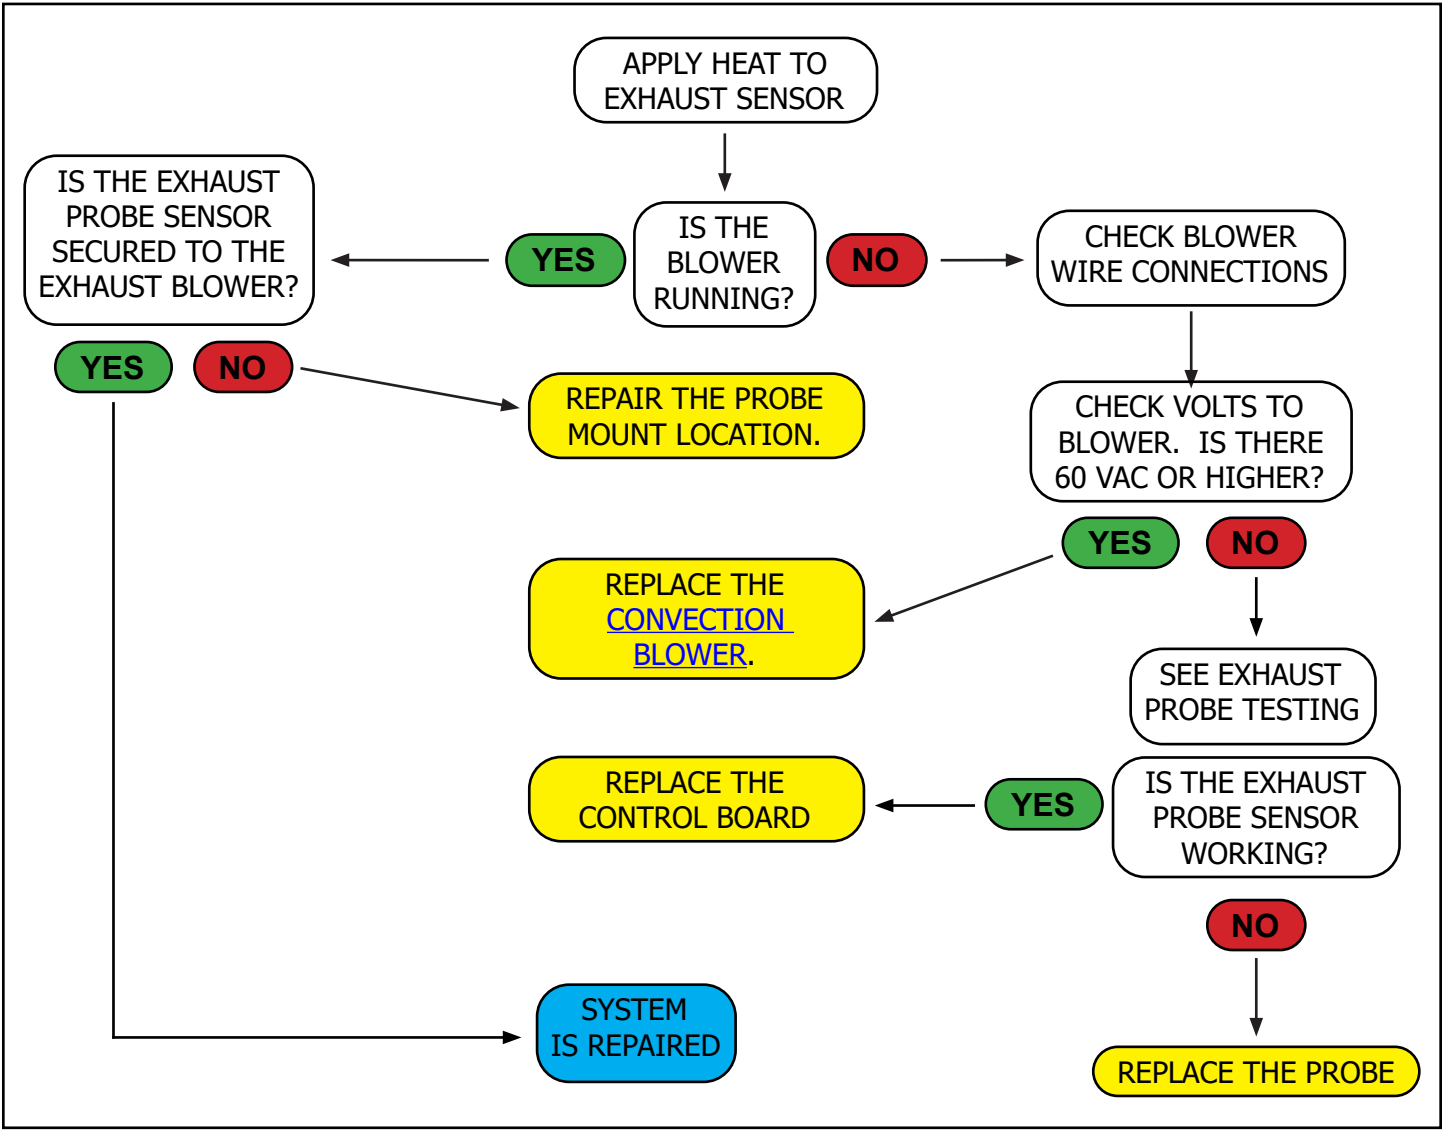 APPLY HEAT TO
EXHAUST SENSOR
IS THE EXHAUST
PROBE SENSOR
SECURED TO THE
EXHAUST BLOWER?
YES
IS THE
BLOWER
RUNNING?
NO
CHECK BLOWER
WIRE CONNECTIONS
YES
NO
REPAIR THE PROBE
MOUNT LOCATION.
CHECK VOLTS TO
BLOWER.  IS THERE
60 VAC OR HIGHER?
YES
NO
REPLACE THE
CONVECTION
BLOWER.
SEE EXHAUST
PROBE TESTING
REPLACE THE
CONTROL BOARD
YES
IS THE EXHAUST
PROBE SENSOR
WORKING?
NO
SYSTEM
IS REPAIRED
REPLACE THE PROBE